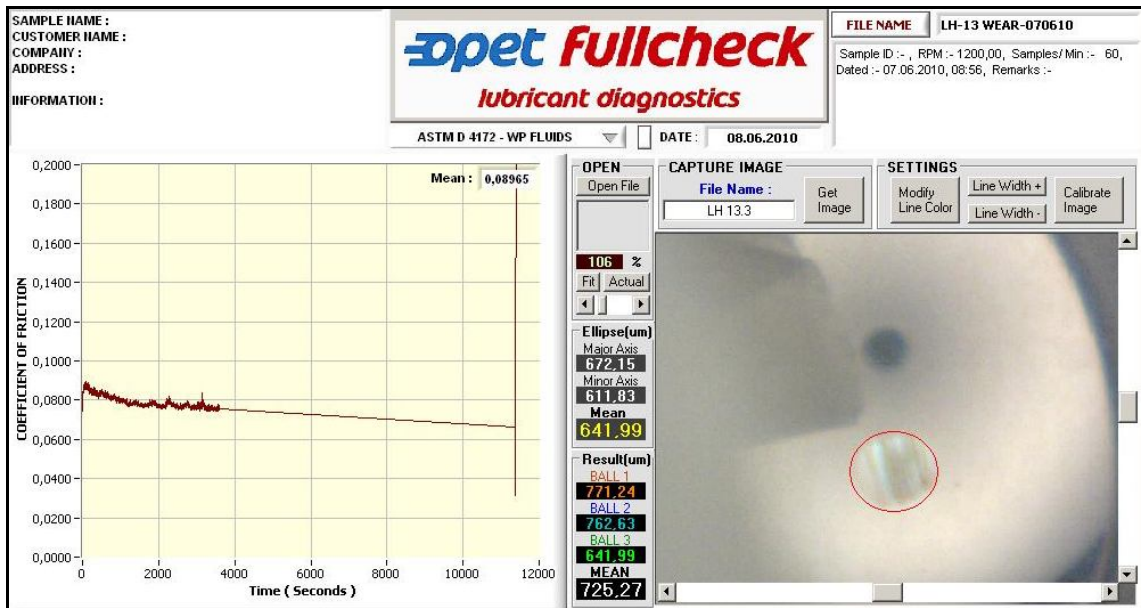 SAMPLE NAME :
CUSTOMER NAME :
COMPANY :
ADDRESS :
INFORMATION :
opet fullcheck
lubricant diagnostics
ASTM D 4172 - WP FLUIDS
DATE : 08.06.2010
FILE NAME LH-13 WEAR-070610
Sample ID :- , RPM :- 1200,00, Samples/Min :- 60,
Dated :- 07.06.2010, 08:56, Remarks :-
Mean : 0,08965
COEFFICIENT OF FRICTION
0,2000
0,1800
0,1600
0,1400
0,1200
0,1000
0,0800
0,0600
0,0400
0,0200
0,0000
0 2000 4000 6000 8000 10000 12000
Time ( Seconds )
OPEN
Open File
106 %
Fit Actual
Ellipse(um)
Major Axis
672,15
Minor Axis
611,83
Mean
641,99
Result(um)
BALL 1
771,24
BALL 2
762,63
BALL 3
641,99
MEAN
725,27
CAPTURE IMAGE
File Name :
LH 13.3
Get
Image
SETTINGS
Modify
Line Color
Line Width +
Line Width -
Calibrate
Image